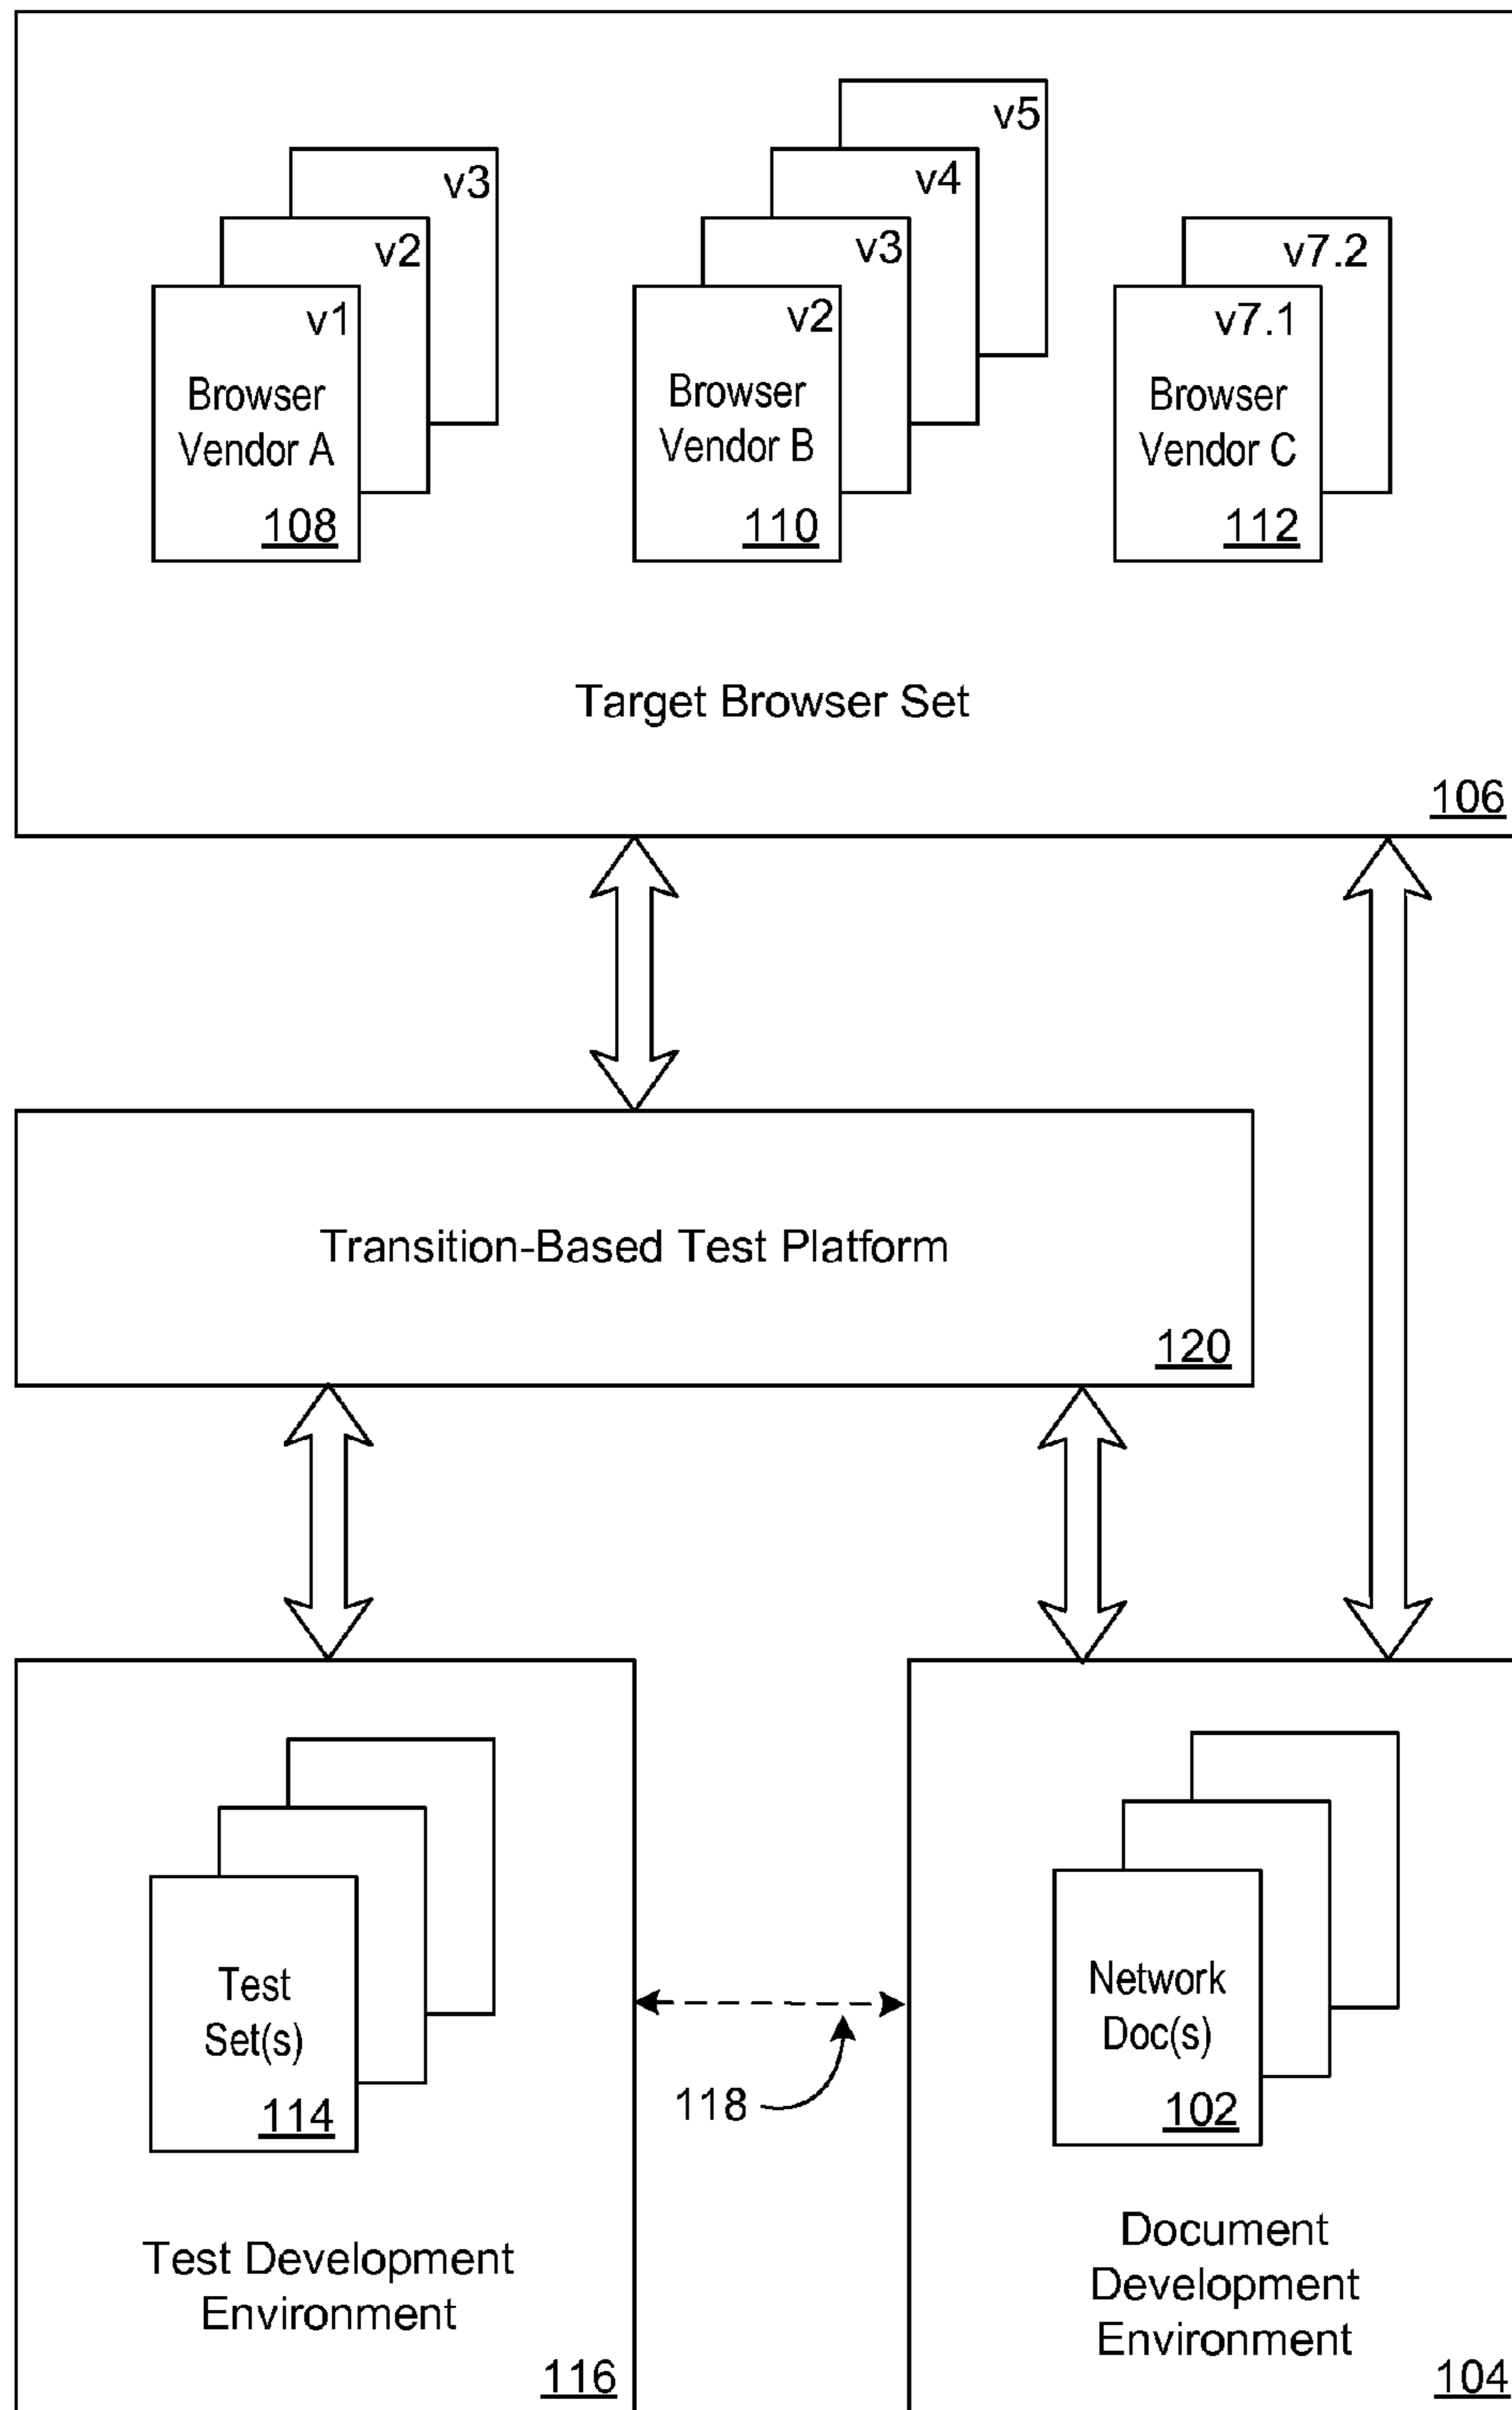 v3
v2
v1
Browser
Vendor A
108
v5
v4
v3
v2
Browser
Vendor B
110
v7.2
v7.1
Browser
Vendor C
112
Target Browser Set
106
Transition-Based Test Platform
120
Test
Set(s)
114
Test Development
Environment
116
118
Network
Doc(s)
102
Document
Development
Environment
104